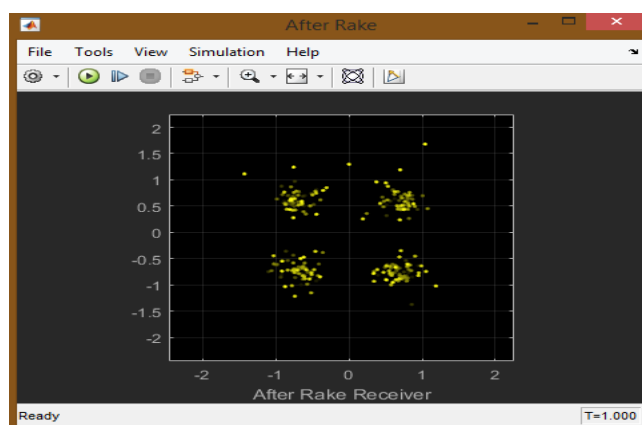 After Rake
File Tools View Simulation Help
2
1.5
1
0.5
0
-0.5
-1
-1.5
-2
-2 -1 0 1 2
After Rake Receiver
Ready T=1.000